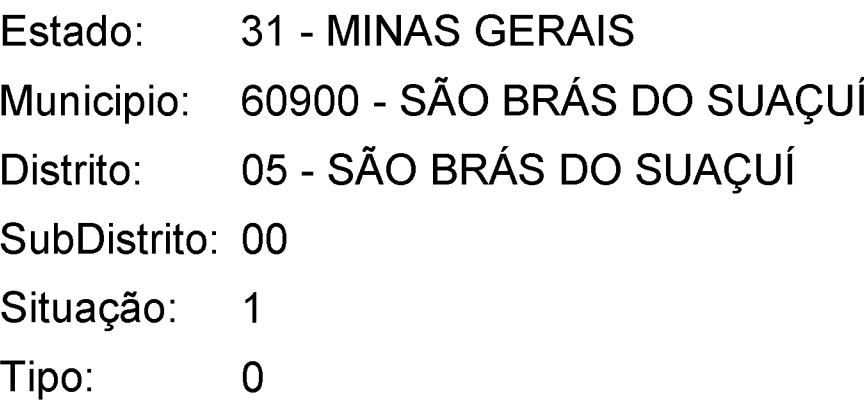 Estado: 31 - MINAS GERAIS
Municipio: 60900 - SÃO BRÁS DO SUAÇUÍ
Distrito: 05 - SÃO BRÁS DO SUAÇUÍ
SubDistrito: 00
Situação: 1
Tipo: 0